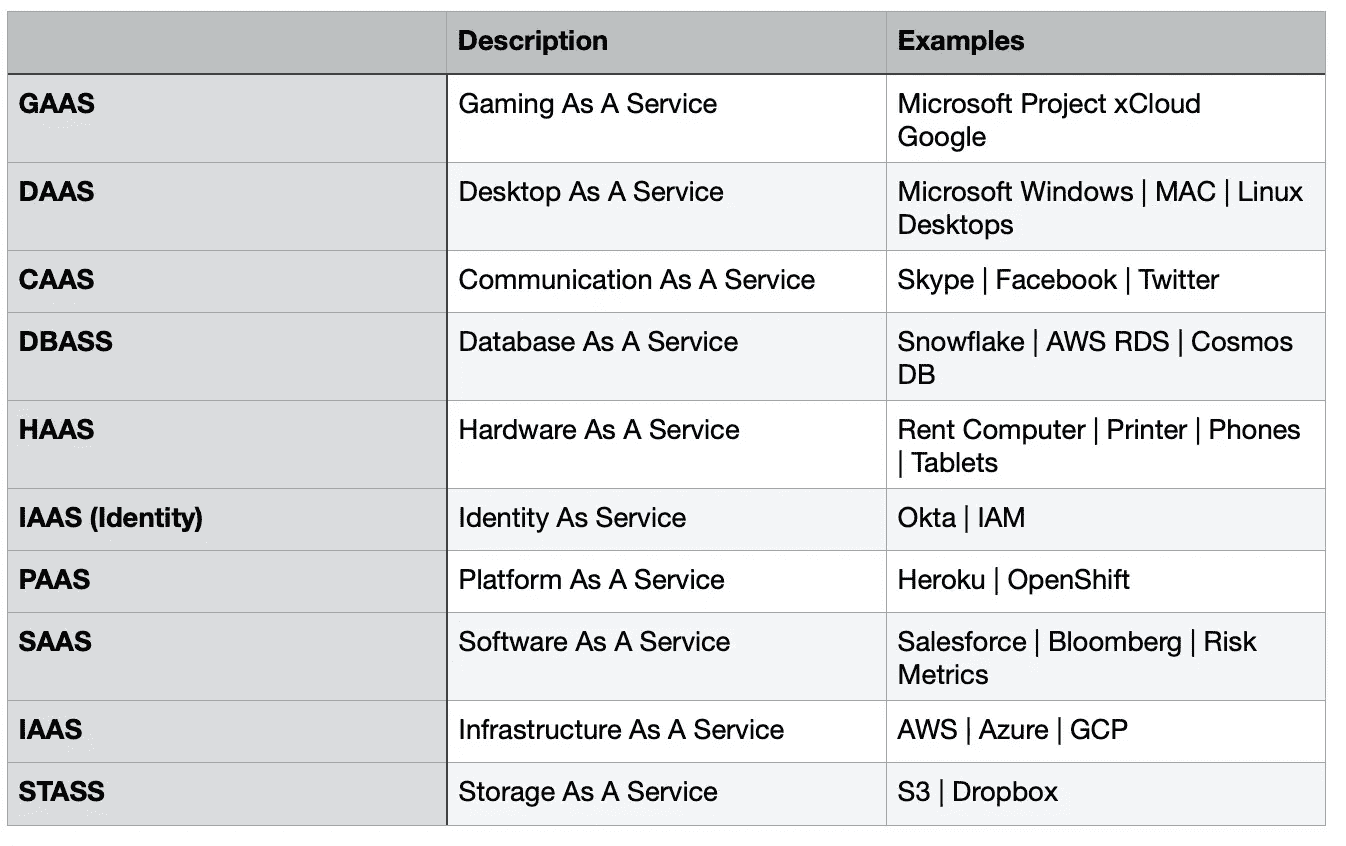 Description Examples
GAAS Gaming As A Service Microsoft Project xCloud
Google
DAAS Desktop As A Service Microsoft Windows | MAC | Linux
Desktops
CAAS Communication As A Service Skype | Facebook | Twitter
DBASS Database As A Service Snowflake | AWS RDS | Cosmos
DB
HAAS Hardware As A Service Rent Computer | Printer | Phones
| Tablets
IAAS (Identity) Identity As Service Okta | IAM
PAAS Platform As A Service Heroku | OpenShift
SAAS Software As A Service Salesforce | Bloomberg | Risk
Metrics
IAAS Infrastructure As A Service AWS | Azure | GCP
STASS Storage As A Service S3 | Dropbox